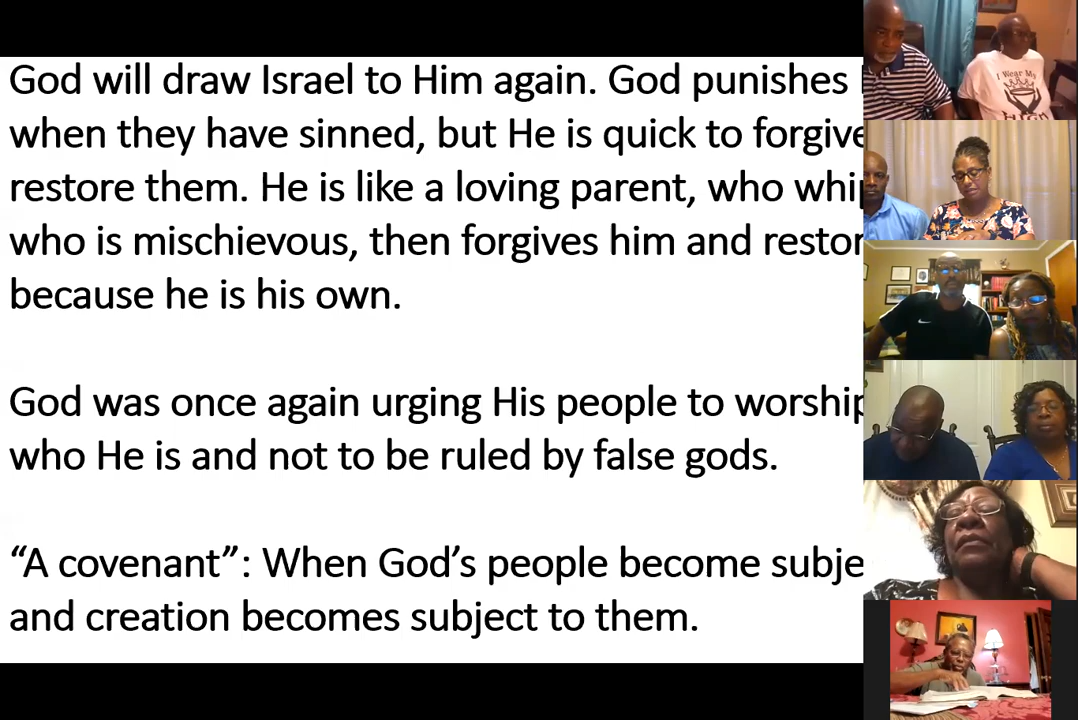 God will draw Israel to Him again. God punishes
when they have sinned, but He is quick to forgive
restore them. He is like a loving parent, who whi
who is mischievous, then forgives him and restor
because he is his own.
God was once again urging His people to worship
who He is and not to be ruled by false gods.
“A covenant”: When God’s people become subje
and creation becomes subject to them.
I Wear My
HIGH